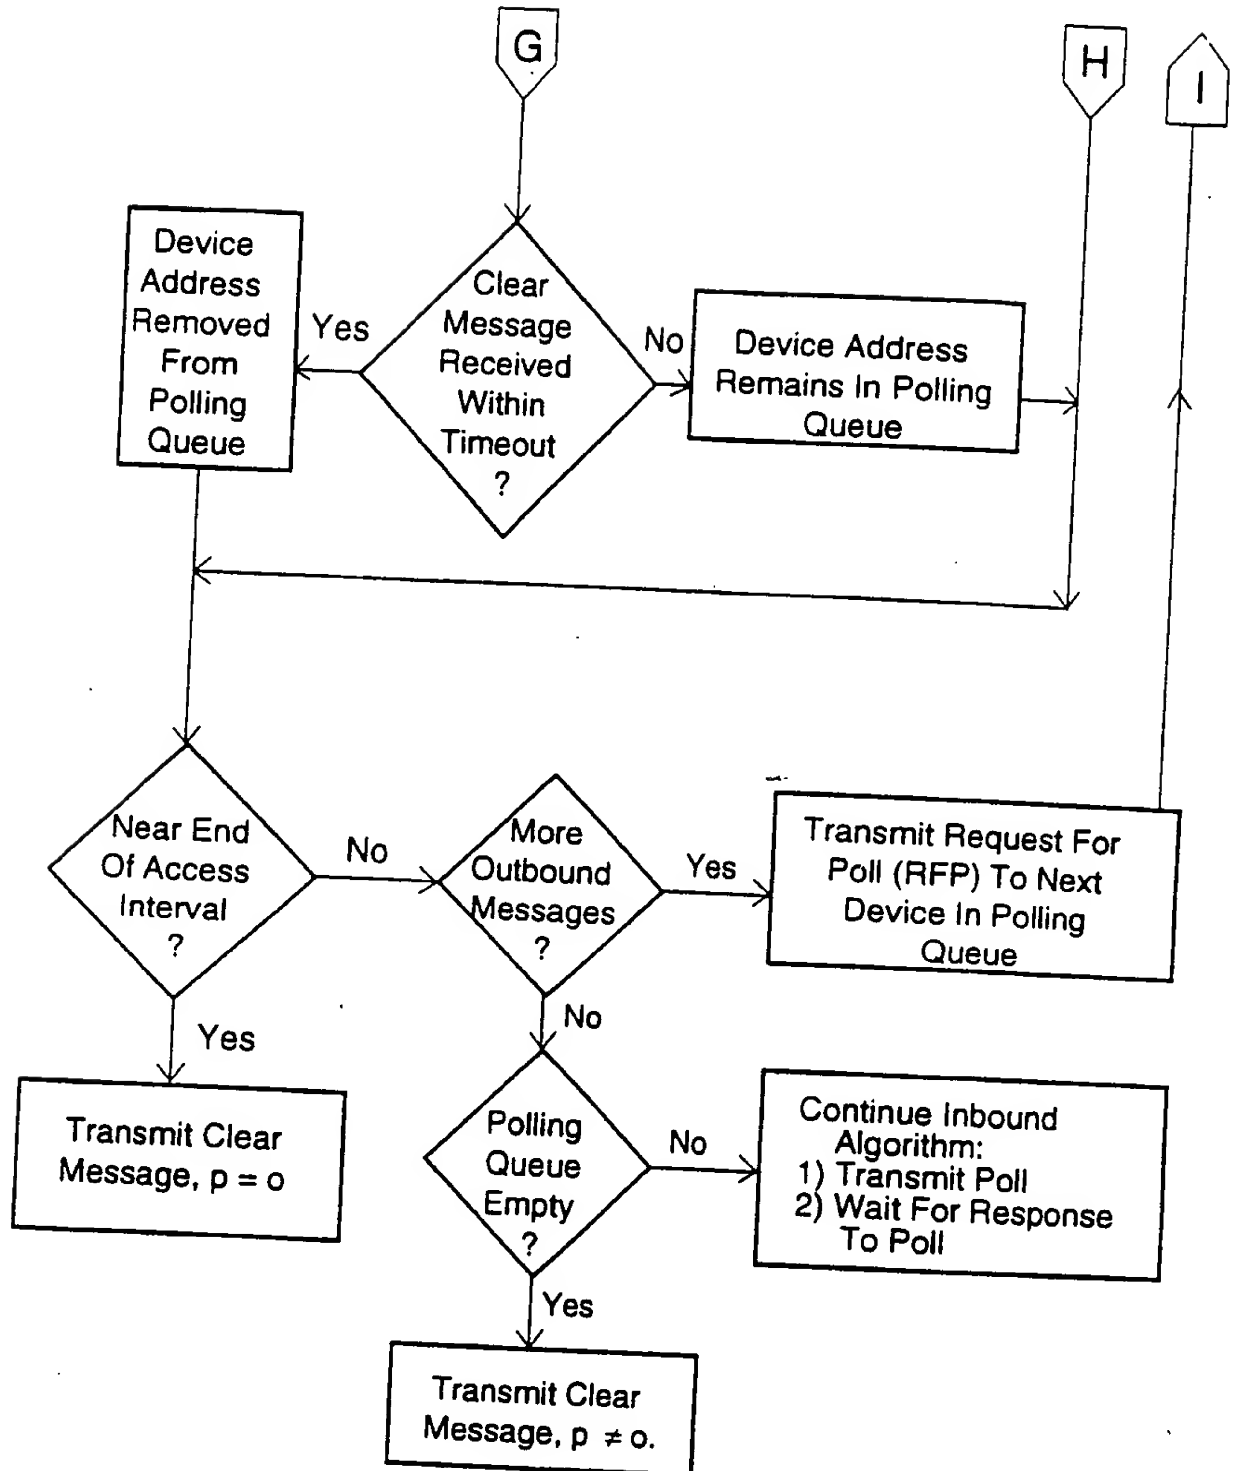 G
H
I
Device
Address
Removed
From
Polling
Queue
Yes
Clear
Message
Received
Within
Timeout
?
No
Device Address
Remains In Polling
Queue
Near End
Of Access
Interval
?
No
More
Outbound
Messages
?
Yes
Transmit Request For
Poll (RFP) To Next
Device In Polling
Queue
Yes
No
Transmit Clear
Message, p = o
Polling
Queue
Empty
?
No
Continue Inbound
Algorithm:
1) Transmit Poll
2) Wait For Response
To Poll
Yes
Transmit Clear
Message, p ≠ o.